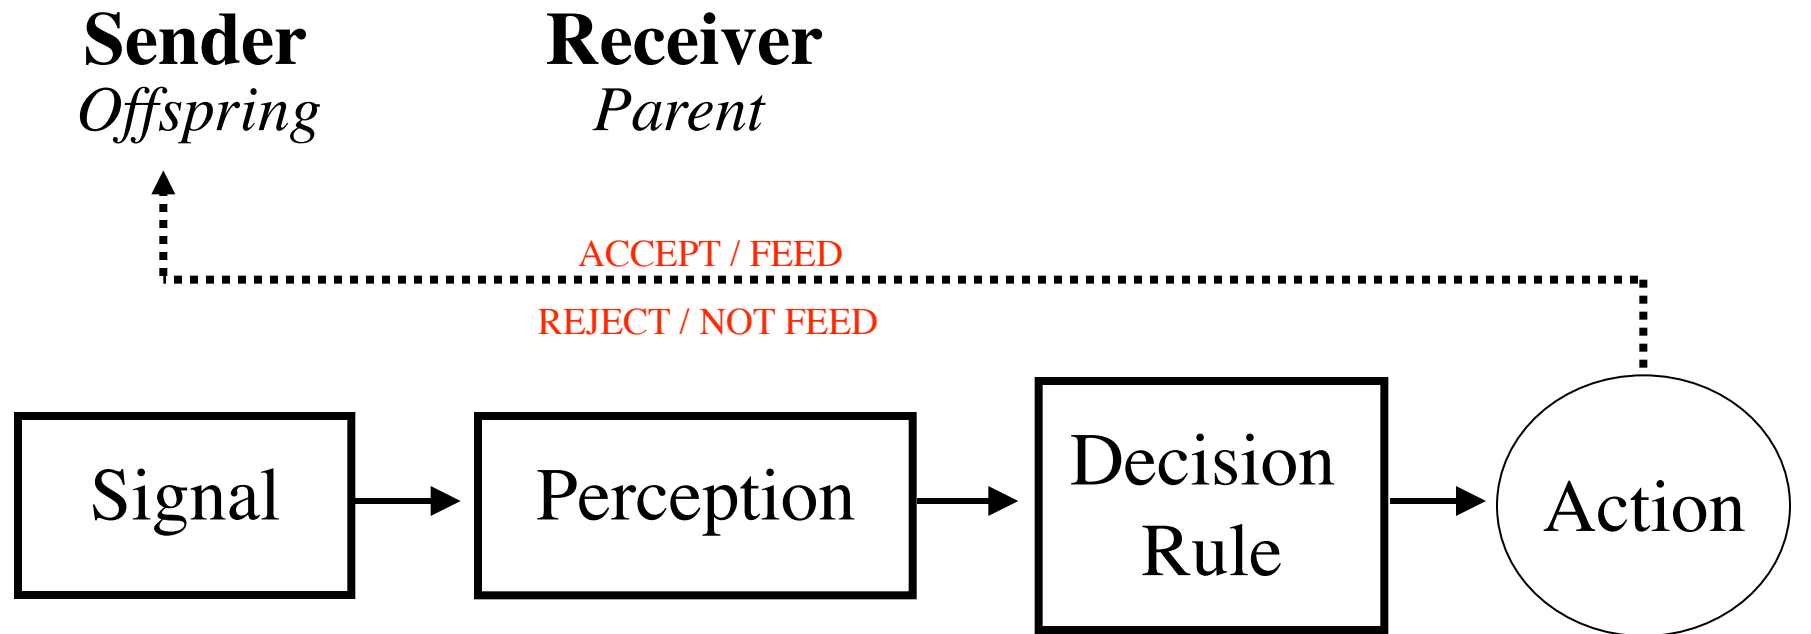 Sender
Offspring
Receiver
Parent
ACCEPT / FEED
REJECT / NOT FEED
Signal
Perception
Decision
Rule
Action